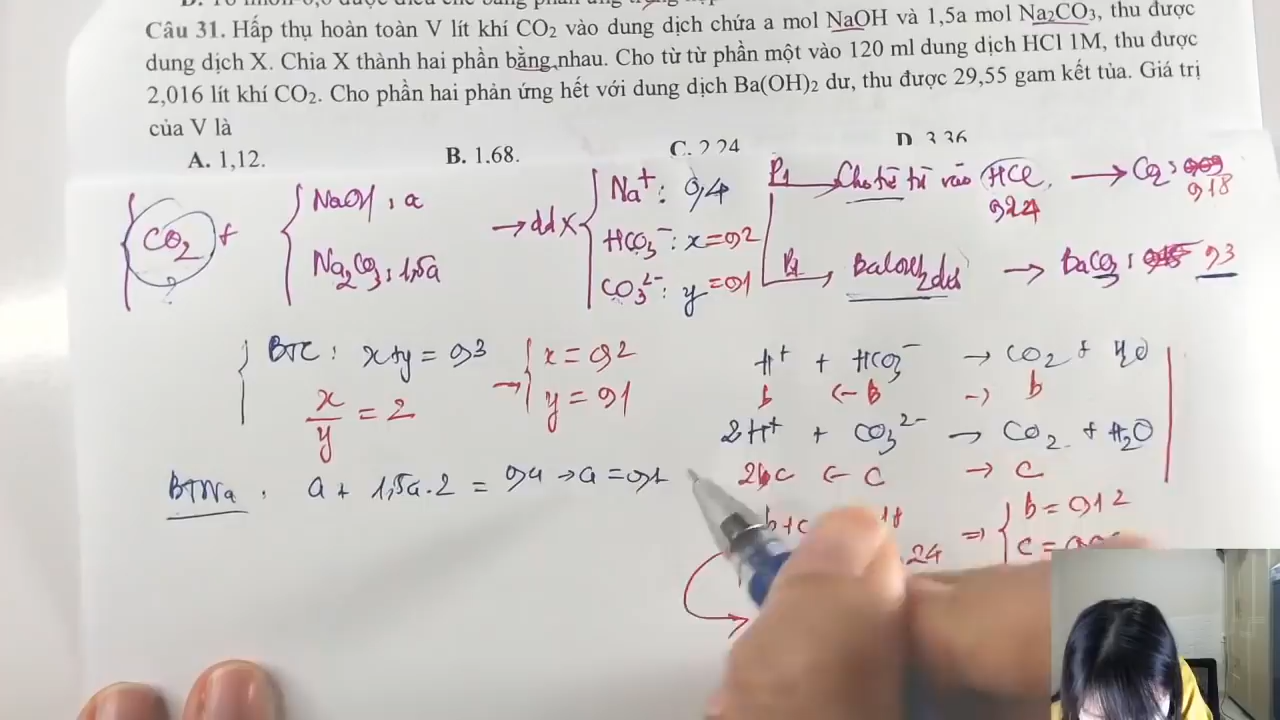 Câu 31. Hấp thụ hoàn toàn V lít khí CO₂ vào dung dịch chứa a mol NaOH và 1,5a mol Na₂CO₃, thu được
dung dịch X. Chia X thành hai phần bằng nhau. Cho từ từ phần một vào 120 ml dung dịch HCl 1M, thu được
2,016 lít khí CO₂. Cho phần hai phản ứng hết với dung dịch Ba(OH)₂ dư, thu được 29,55 gam kết tủa. Giá trị
của V là
A. 1,12. B. 1.68. C. 2.24 D. 3.36
CO₂ + { NaOH : a
Na₂CO₃ : 1,5a
→ dd X { Na⁺ : 0,4
HCO₃⁻ : x = 0,2
CO₃²⁻ : y = 0,1
P₁ → Cho từ từ vào HCl → CO₂ : 0,18
0,24
→ Ba(OH)₂ dư → BaCO₃ : 0,3
BTC : x + y = 0,3
x/y = 2
→ { x = 0,2
y = 0,1
H⁺ + HCO₃⁻ → CO₂ + H₂O
b ← b → b
2H⁺ + CO₃²⁻ → CO₂ + H₂O
2c ← c → c
BTNa : a + 1,5a.2 = 0,4 → a = 0,1
b + c
24
⇒ { b = 0,12
c =